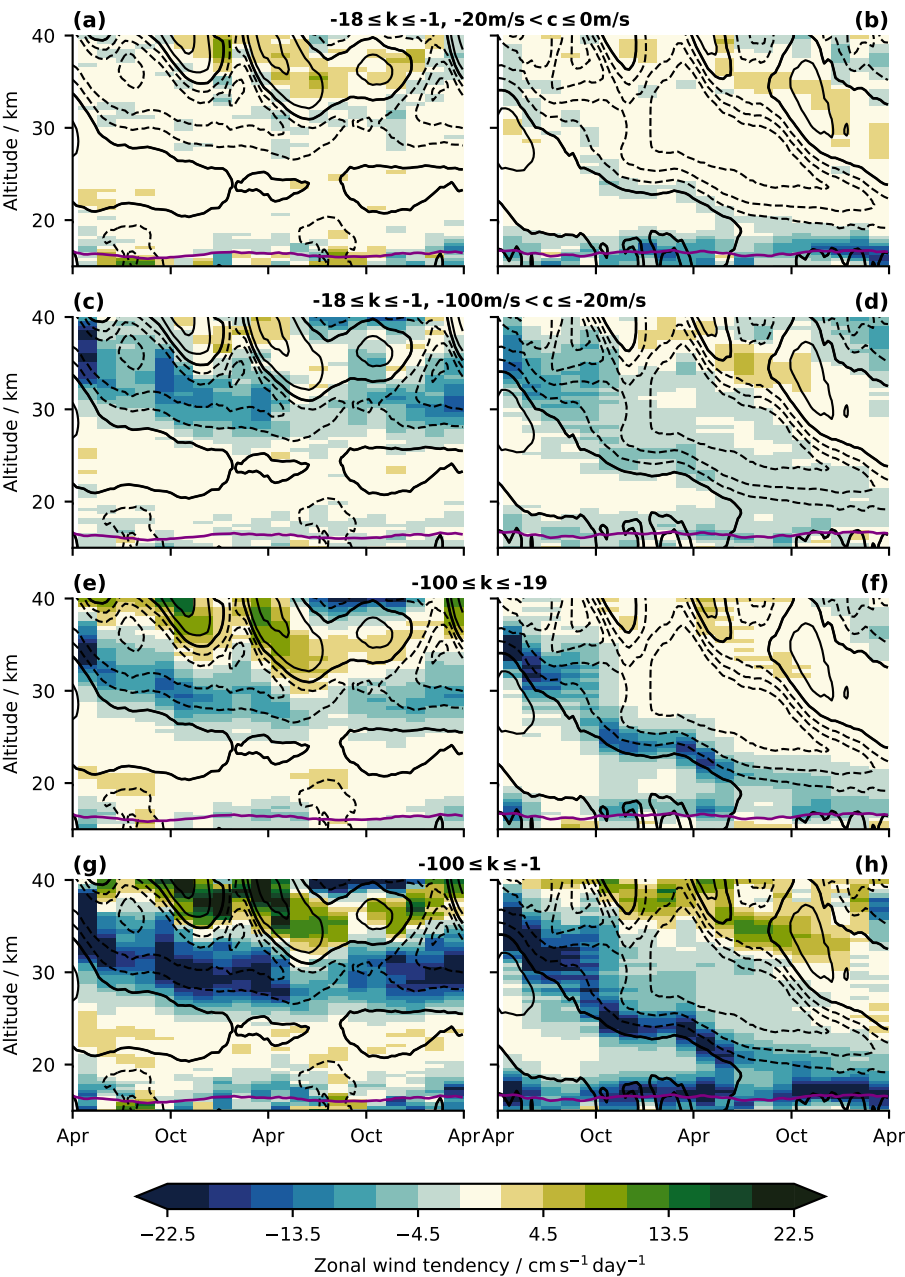 (a) -18 ≤ k ≤ -1, -20m/s < c ≤ 0m/s (b)
40
30
20
Altitude / km
(c) -18 ≤ k ≤ -1, -100m/s < c ≤ -20m/s (d)
40
30
20
Altitude / km
(e) -100 ≤ k ≤ -19 (f)
40
30
20
Altitude / km
(g) -100 ≤ k ≤ -1 (h)
40
30
20
Altitude / km
Apr Oct Apr Oct Apr Apr Oct Apr Oct Apr
−22.5 −13.5 −4.5 4.5 13.5 22.5
Zonal wind tendency / cm s⁻¹ day⁻¹